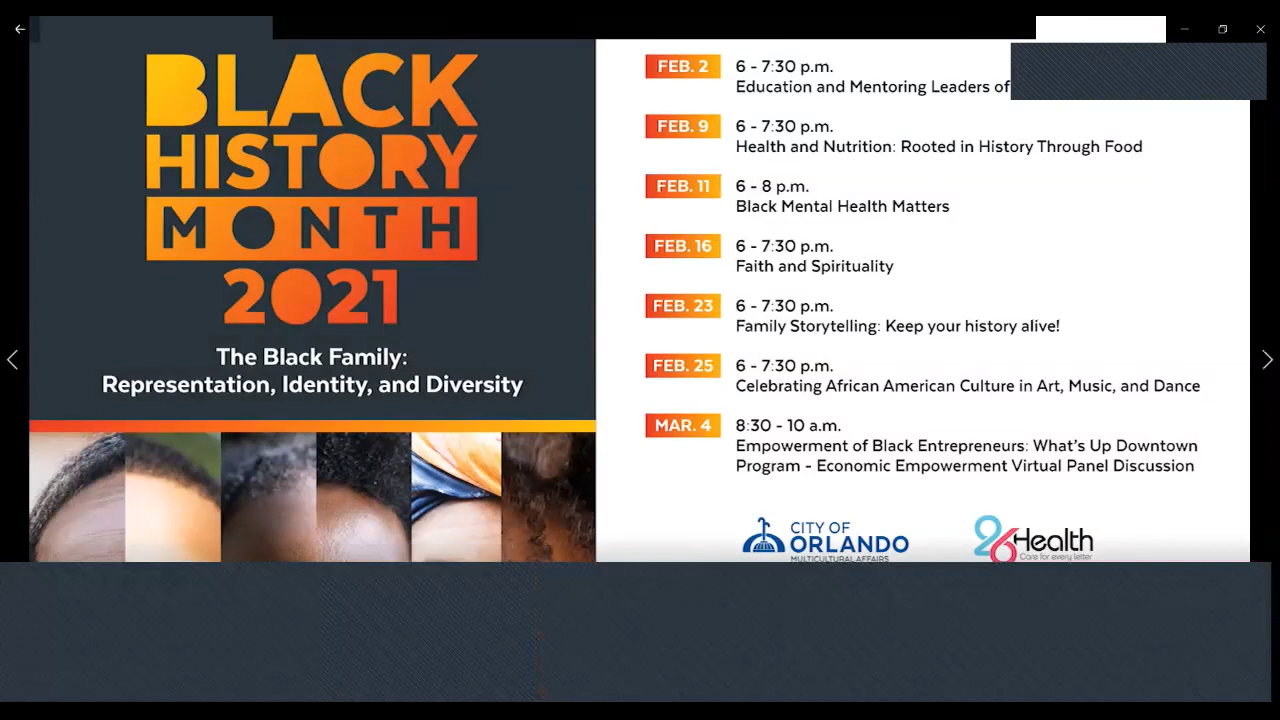 BLACK
HISTORY
MONTH
2021
The Black Family:
Representation, Identity, and Diversity
FEB. 2
6 - 7:30 p.m.
Education and Mentoring Leaders of
FEB. 9
6 - 7:30 p.m.
Health and Nutrition: Rooted in History Through Food
FEB. 11
6 - 8 p.m.
Black Mental Health Matters
FEB. 16
6 - 7:30 p.m.
Faith and Spirituality
FEB. 23
6 - 7:30 p.m.
Family Storytelling: Keep your history alive!
FEB. 25
6 - 7:30 p.m.
Celebrating African American Culture in Art, Music, and Dance
MAR. 4
8:30 - 10 a.m.
Empowerment of Black Entrepreneurs: What's Up Downtown
Program - Economic Empowerment Virtual Panel Discussion
CITY OF
ORLANDO
MULTICULTURAL AFFAIRS
26Health
Care for every letter